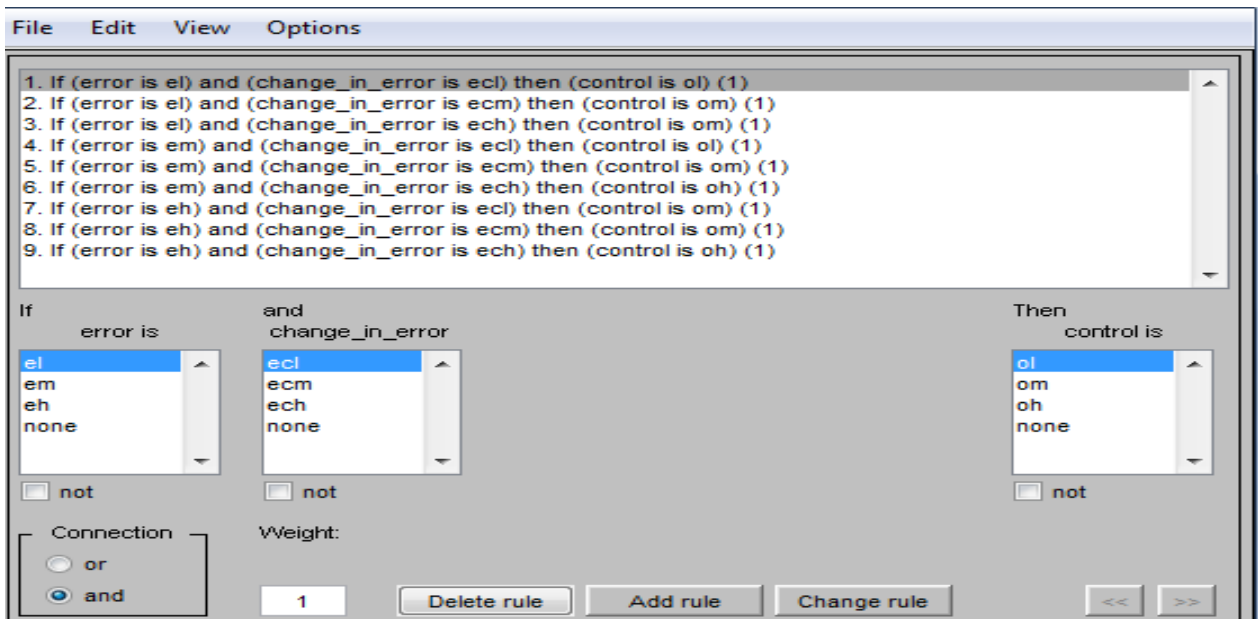 File Edit View Options
1. If (error is el) and (change_in_error is ecl) then (control is ol) (1)
2. If (error is el) and (change_in_error is ecm) then (control is om) (1)
3. If (error is el) and (change_in_error is ech) then (control is om) (1)
4. If (error is em) and (change_in_error is ecl) then (control is ol) (1)
5. If (error is em) and (change_in_error is ecm) then (control is om) (1)
6. If (error is em) and (change_in_error is ech) then (control is oh) (1)
7. If (error is eh) and (change_in_error is ecl) then (control is om) (1)
8. If (error is eh) and (change_in_error is ecm) then (control is om) (1)
9. If (error is eh) and (change_in_error is ech) then (control is oh) (1)
If and Then
error is change_in_error control is
el ecl ol
em ecm om
eh ech oh
none none none
not not not
Connection Weight:
or
and 1 Delete rule Add rule Change rule << >>